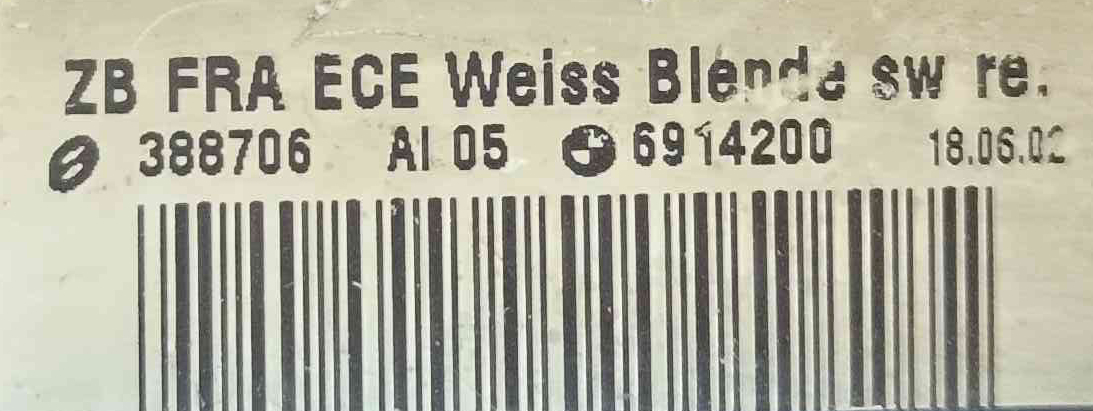 ZB FRA ECE Weiss Blende sw re.
388706 AI 05 6914200 18.06.02